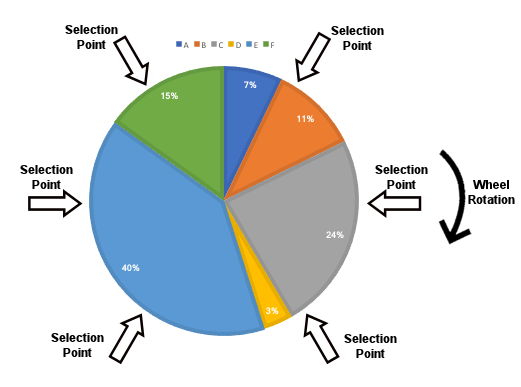 Selection
Point
Selection
Point
A B C D E F
15%
7%
11%
Selection
Point
Selection
Point
Wheel
Rotation
24%
40%
3%
Selection
Point
Selection
Point